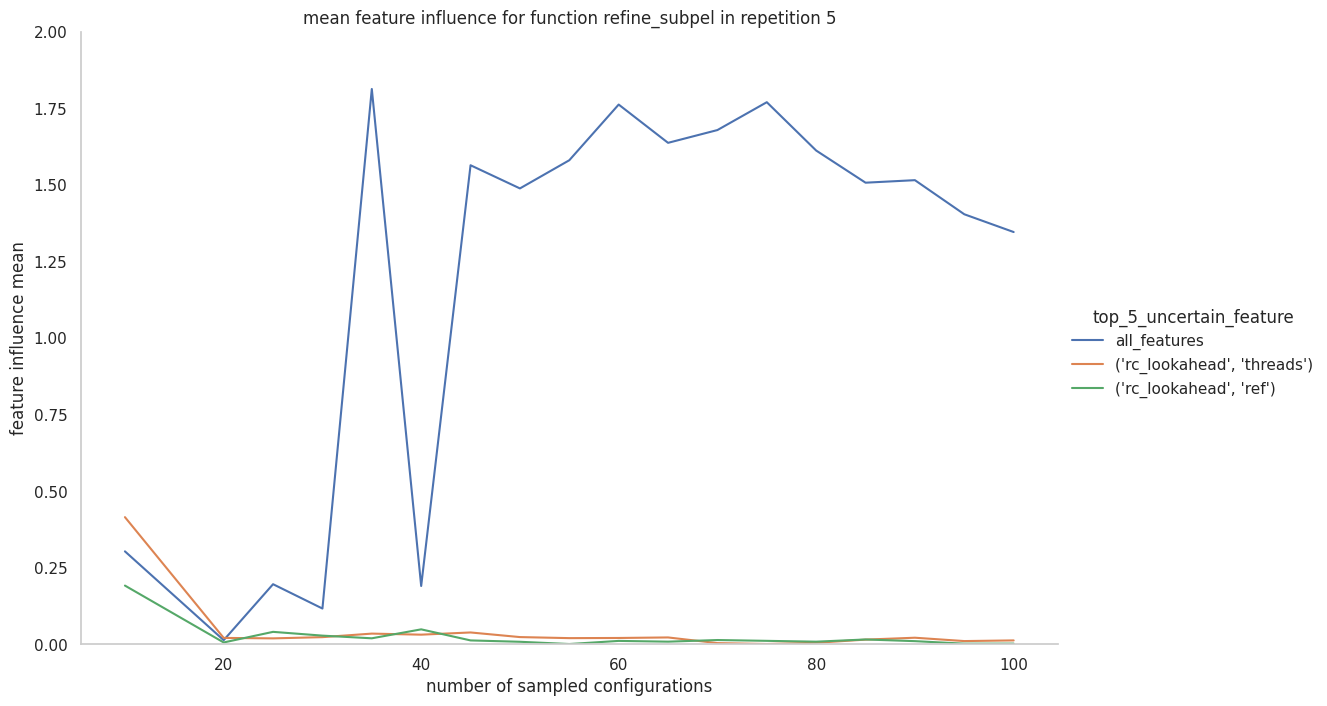 mean feature influence for function refine_subpel in repetition 5
2.00
1.75
1.50
1.25
1.00
0.75
0.50
0.25
0.00
feature influence mean
20
40
60
80
100
number of sampled configurations
top_5_uncertain_feature
all_features
('rc_lookahead', 'threads')
('rc_lookahead', 'ref')